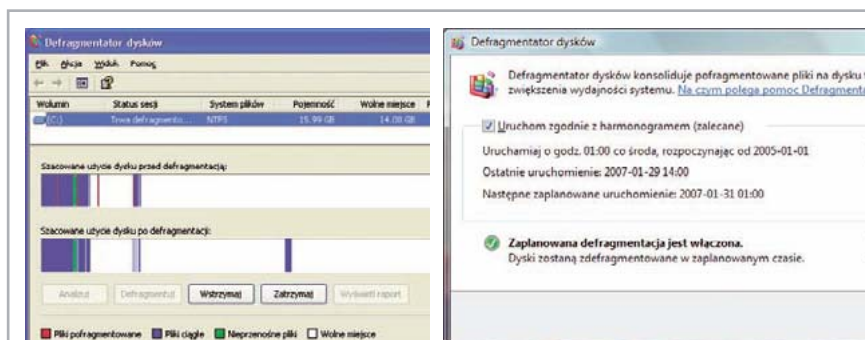 Defragmentator dysków
Plik Akcja Widok Pomoc
Wolumin Status sesji System plików Pojemność Wolne miejsce
(C:) Trwa defragmento... NTFS 15.99 GB 14.00 GB
Szacowane użycie dysku przed defragmentacją:
Szacowane użycie dysku po defragmentacji:
Analizuj Defragmentuj Wstrzymaj Zatrzymaj Wyświetl raport
Pliki pofragmentowane Pliki ciągłe Nieprzenośne pliki Wolne miejsce
Defragmentator dysków
Defragmentator dysków konsoliduje pofragmentowane pliki na dysku
zwiększenia wydajności systemu. Na czym polega pomoc Defragmenta
Uruchom zgodnie z harmonogramem (zalecane)
Uruchamiaj o godz. 01:00 co środa, rozpoczynając od 2005-01-01
Ostatnie uruchomienie: 2007-01-29 14:00
Następne zaplanowane uruchomienie: 2007-01-31 01:00
Zaplanowana defragmentacja jest włączona.
Dyski zostaną zdefragmentowane w zaplanowanym czasie.